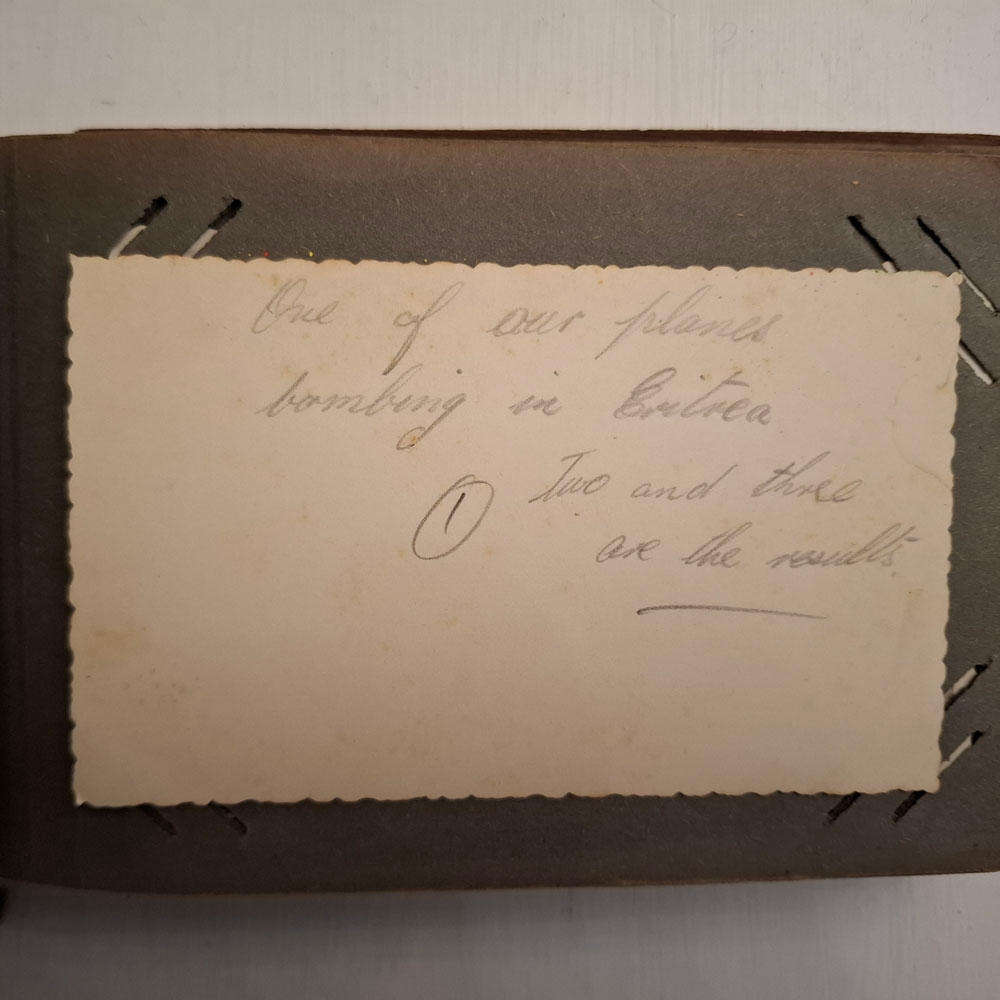 One of our planes
bombing in Eritrea
① Two and three
are the results